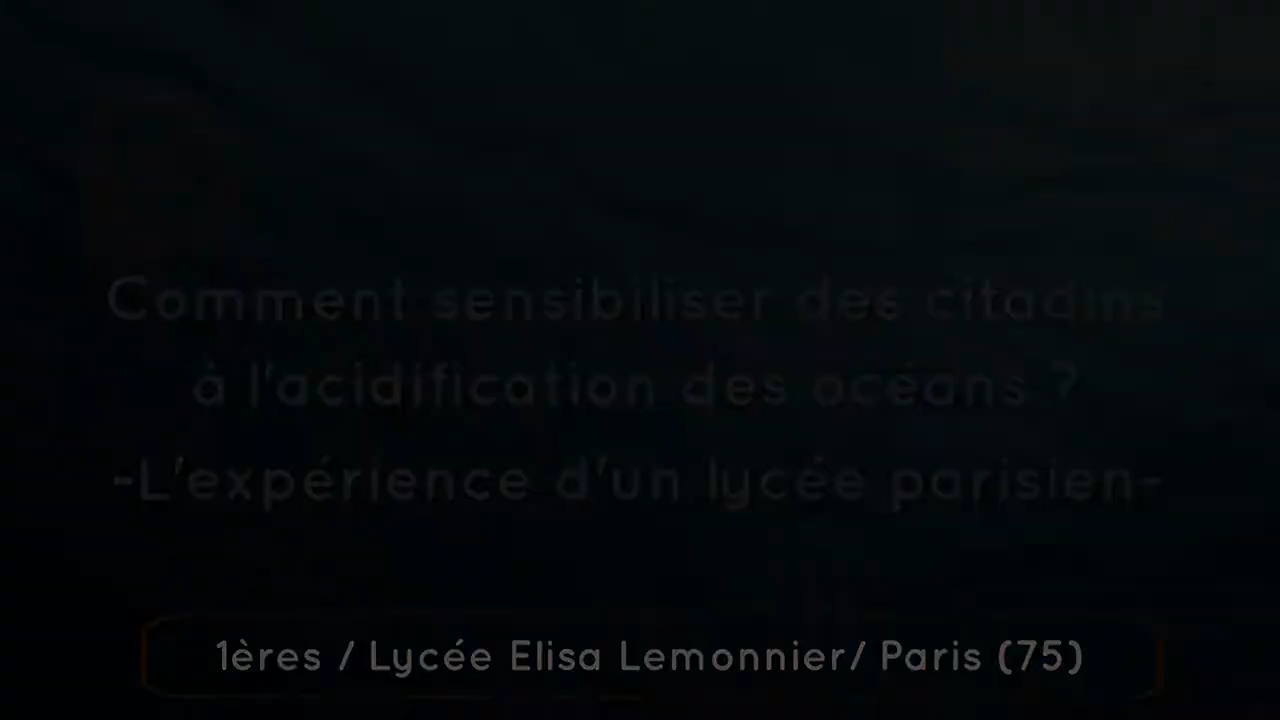 Comment sensibiliser des citadins
à l'acidification des océans ?
-L'expérience d'un lycée parisien-
1ères / Lycée Elisa Lemonnier/ Paris (75)